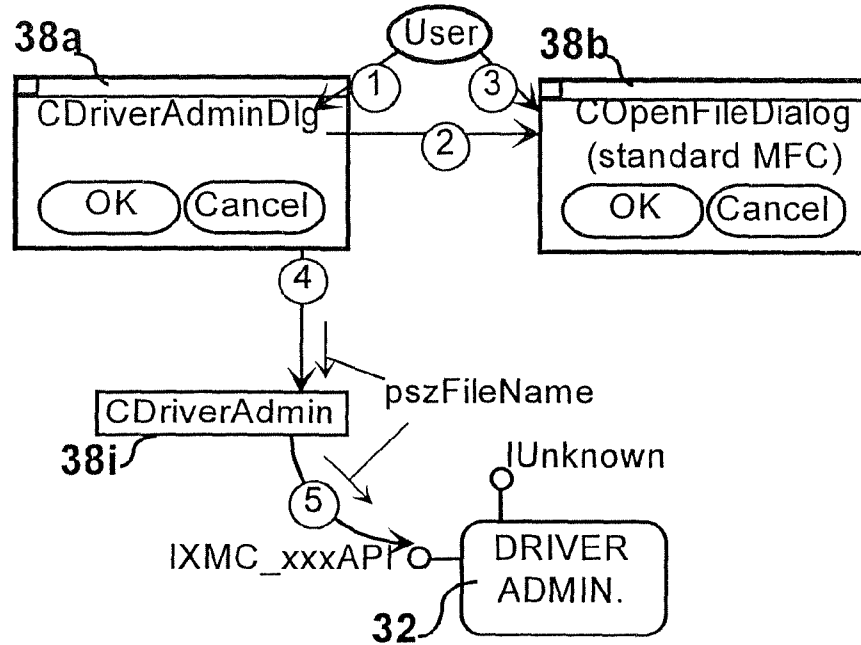 User
38a
38b
1
3
CDriverAdminDlg
COpenFileDialog
2
(standard MFC)
OK
Cancel
OK
Cancel
4
pszFileName
CDriverAdmin
38i
IUnknown
5
IXMC_xxxAPI
DRIVER
ADMIN.
32